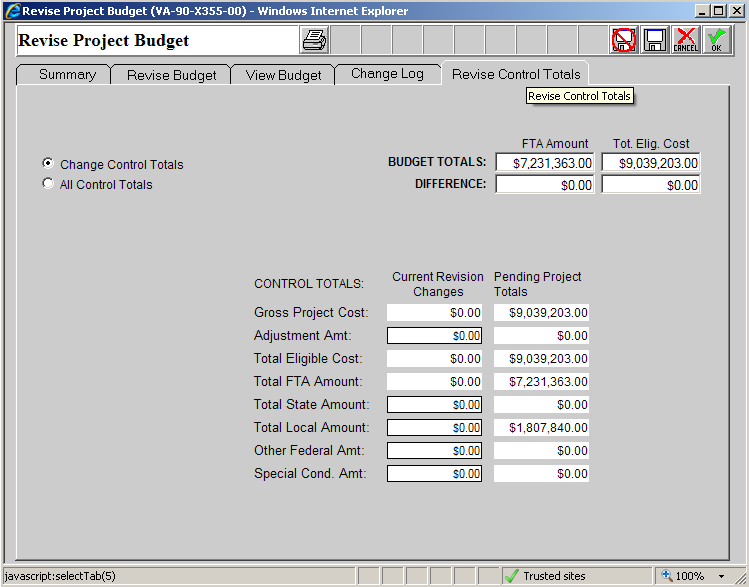 Revise Project Budget (VA-90-X355-00) - Windows Internet Explorer
Revise Project Budget
CANCEL OK
Summary Revise Budget View Budget Change Log Revise Control Totals
Revise Control Totals
FTA Amount Tot. Elig. Cost
Change Control Totals BUDGET TOTALS: $7,231,363.00 $9,039,203.00
All Control Totals DIFFERENCE: $0.00 $0.00
CONTROL TOTALS: Current Revision Changes Pending Project Totals
Gross Project Cost: $0.00 $9,039,203.00
Adjustment Amt: $0.00 $0.00
Total Eligible Cost: $0.00 $9,039,203.00
Total FTA Amount: $0.00 $7,231,363.00
Total State Amount: $0.00 $0.00
Total Local Amount: $0.00 $1,807,840.00
Other Federal Amt: $0.00 $0.00
Special Cond. Amt: $0.00 $0.00
javascript:selectTab(5) Trusted sites 100%